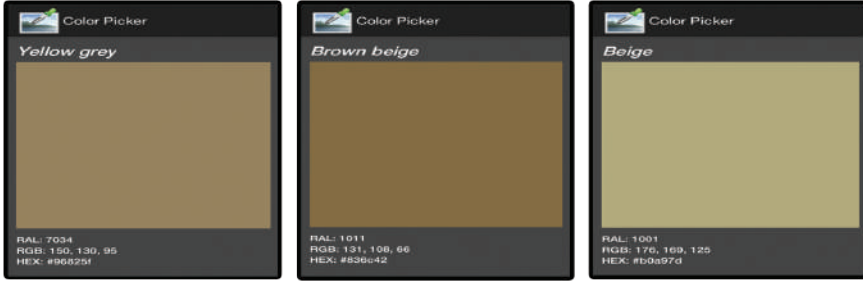 Color Picker
Yellow grey
RAL: 7034
RGB: 150, 130, 95
HEX: #96825f
Color Picker
Brown beige
RAL: 1011
RGB: 131, 108, 66
HEX: #836c42
Color Picker
Beige
RAL: 1001
RGB: 176, 169, 125
HEX: #b0a97d